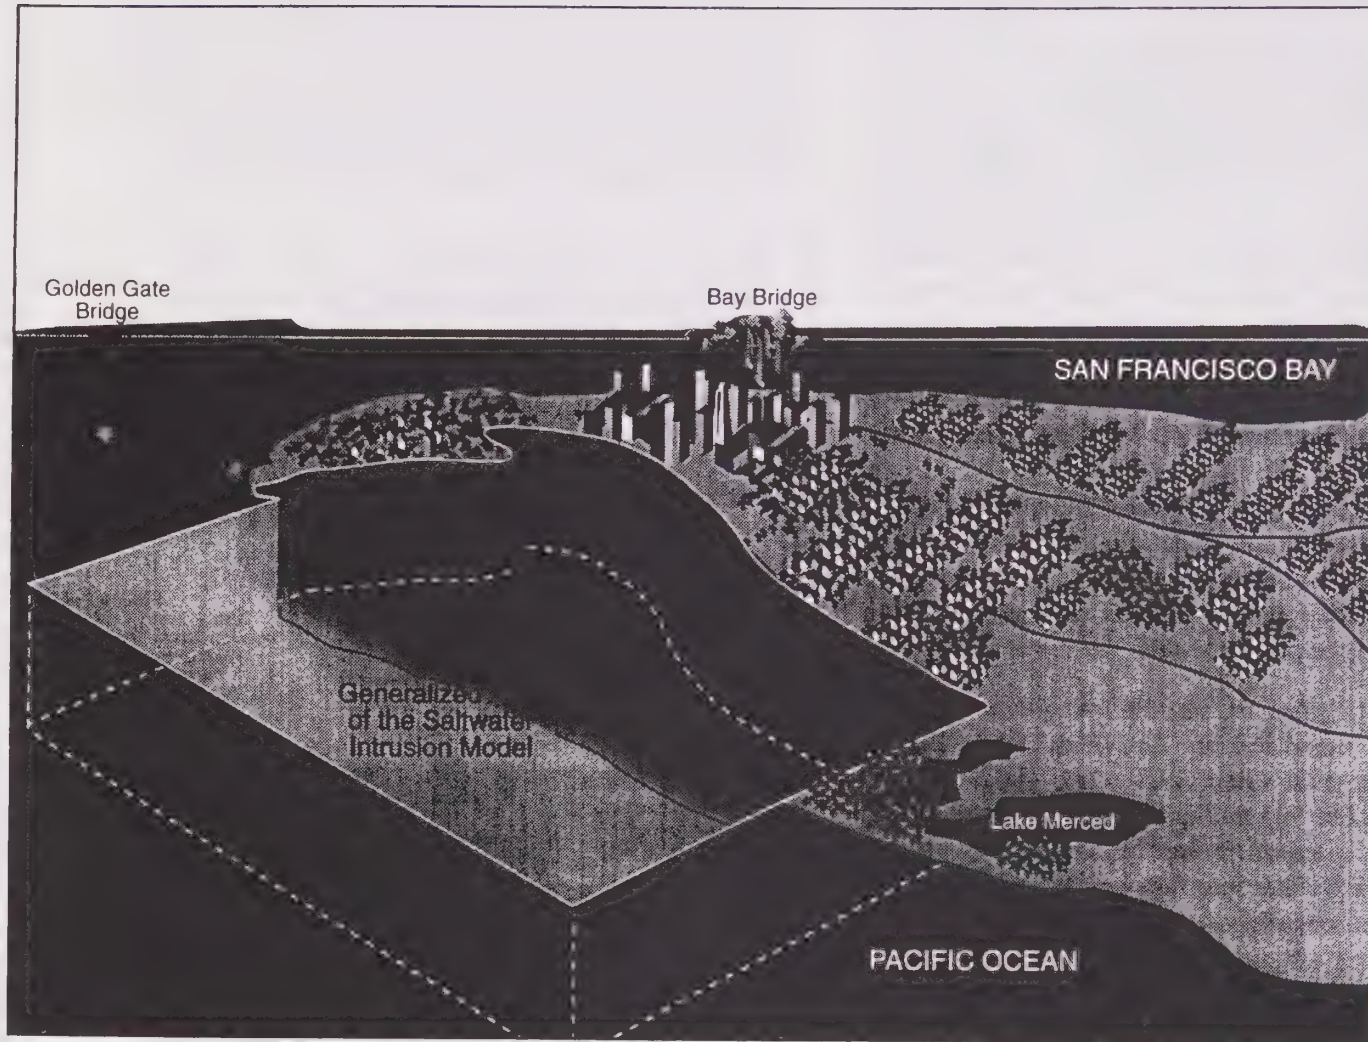 Golden Gate
Bridge
Bay Bridge
SAN FRANCISCO BAY
Generalized
of the Saltwater
Intrusion Model
Lake Merced
PACIFIC OCEAN